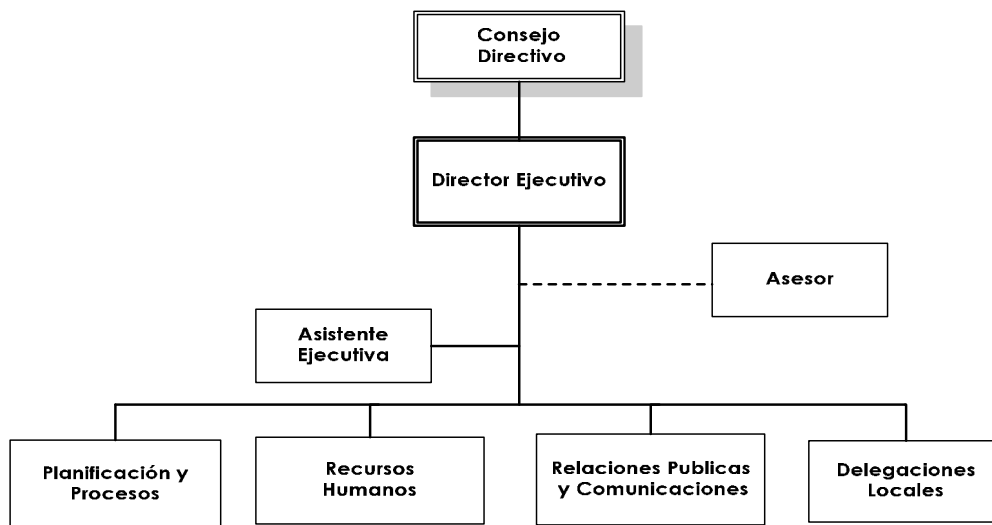 Consejo
Directivo
Director Ejecutivo
Asesor
Asistente
Ejecutiva
Planificación y
Procesos
Recursos
Humanos
Relaciones Publicas
y Comunicaciones
Delegaciones
Locales